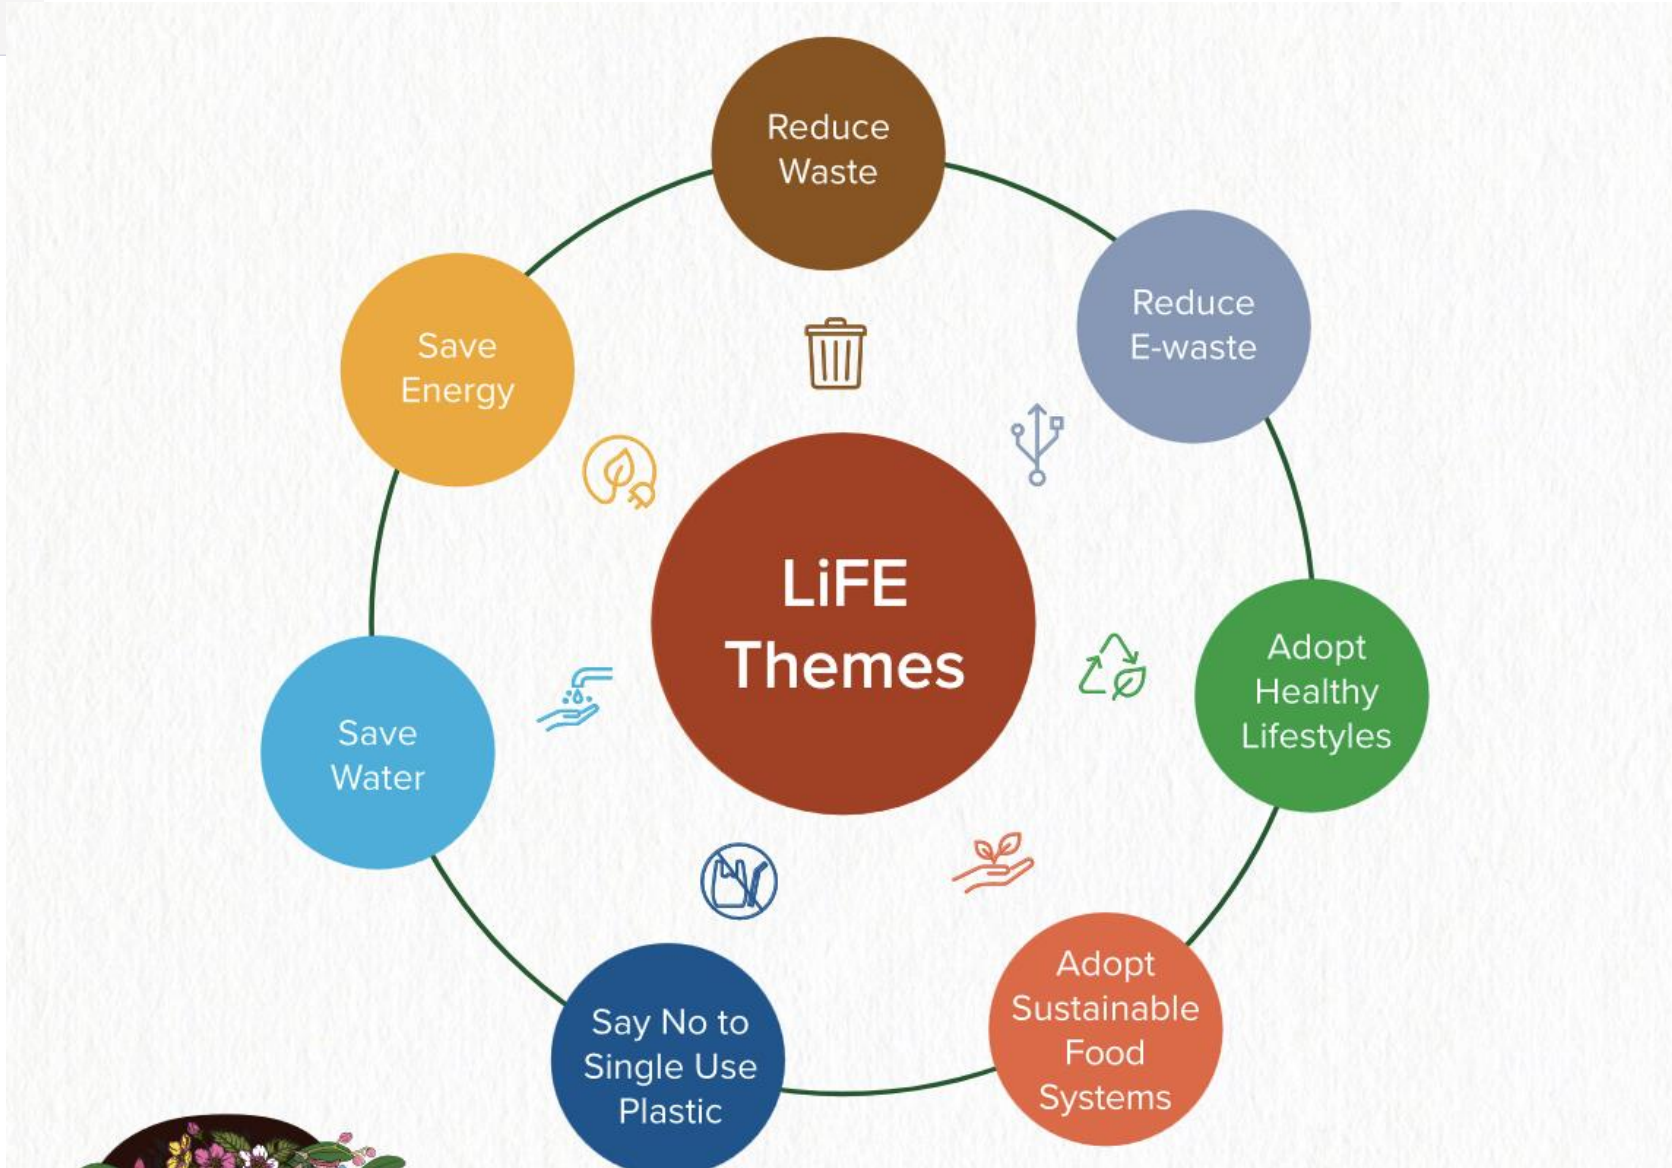 Reduce
Waste
Reduce
E-waste
Save
Energy
LiFE
Themes
Adopt
Healthy
Lifestyles
Save
Water
Adopt
Sustainable
Food
Systems
Say No to
Single Use
Plastic